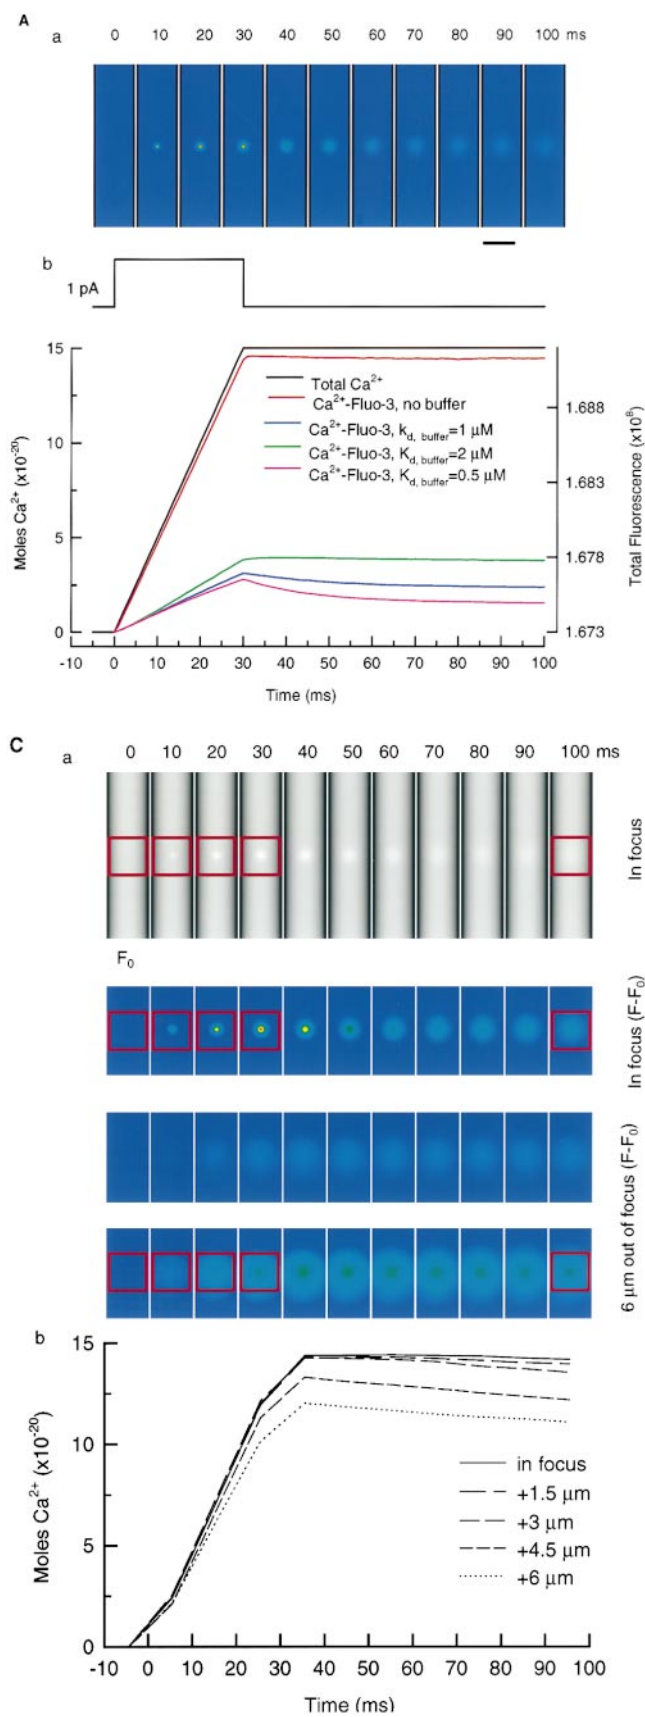 A
a
0 10 20 30 40 50 60 70 80 90 100 ms
b
1 pA
15
10
5
0
Moles Ca²⁺ (x10⁻²⁰)
Total Ca²⁺
Ca²⁺-Fluo-3, no buffer
Ca²⁺-Fluo-3, k d, buffer=1 μM
Ca²⁺-Fluo-3, K d, buffer=2 μM
Ca²⁺-Fluo-3, K d, buffer=0.5 μM
1.688
1.683
1.678
1.673
Total Fluorescence (x10⁸)
-10 0 10 20 30 40 50 60 70 80 90 100
Time (ms)
C
a
0 10 20 30 40 50 60 70 80 90 100 ms
In focus
F₀
In focus (F-F₀)
6 μm out of focus (F-F₀)
b
15
10
5
0
Moles Ca²⁺ (x10⁻²⁰)
in focus
+1.5 μm
+3 μm
+4.5 μm
+6 μm
-10 0 10 20 30 40 50 60 70 80 90 100
Time (ms)